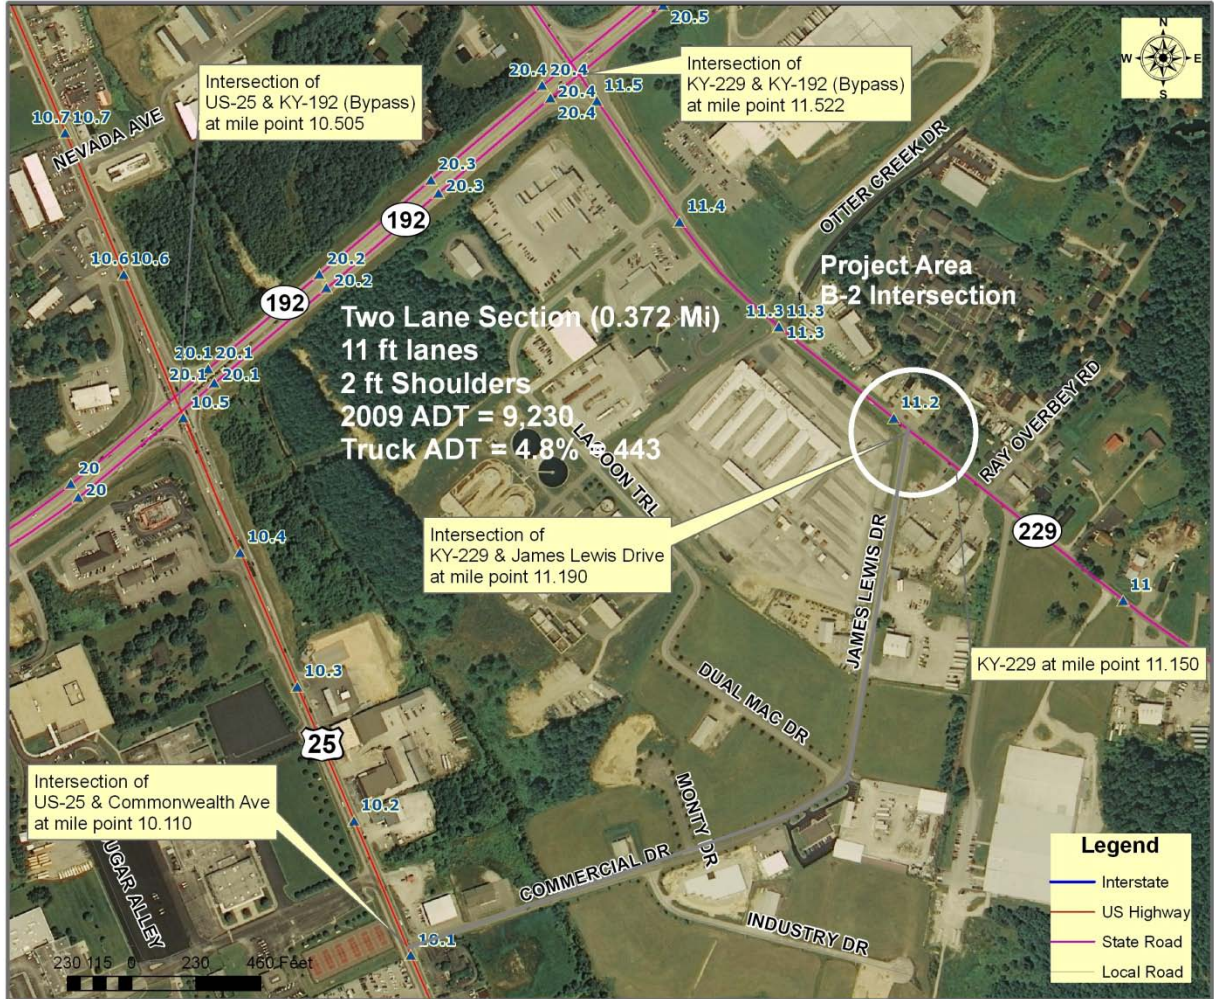 20.5
N
W E
S
Intersection of
US-25 & KY-192 (Bypass)
at mile point 10.505
Intersection of
KY-229 & KY-192 (Bypass)
at mile point 11.522
20.4 20.4
20.4
20.4
11.5
10.7 10.7
NEVADA AVE
20.3
20.3
192
11.4
OTTER CREEK DR
10.6 10.6
20.2
20.2
192
Project Area
B-2 Intersection
Two Lane Section (0.372 Mi)
11 ft lanes
2 ft Shoulders
2009 ADT = 9,230
Truck ADT = 4.8% = 443
11.3 11.3
11.3
20.1 20.1
20.1 20.1
10.5
11.2
RAY OVERBEY RD
LAGOON TRL
20
20
Intersection of
KY-229 & James Lewis Drive
at mile point 11.190
229
10.4
JAMES LEWIS DR
11
KY-229 at mile point 11.150
10.3
DUAL MAC DR
25
Intersection of
US-25 & Commonwealth Ave
at mile point 10.110
10.2
MONTY DR
COMMERCIAL DR
INDUSTRY DR
UGAR ALLEY
10.1
230 115 0 230 460 Feet
Legend
Interstate
US Highway
State Road
Local Road